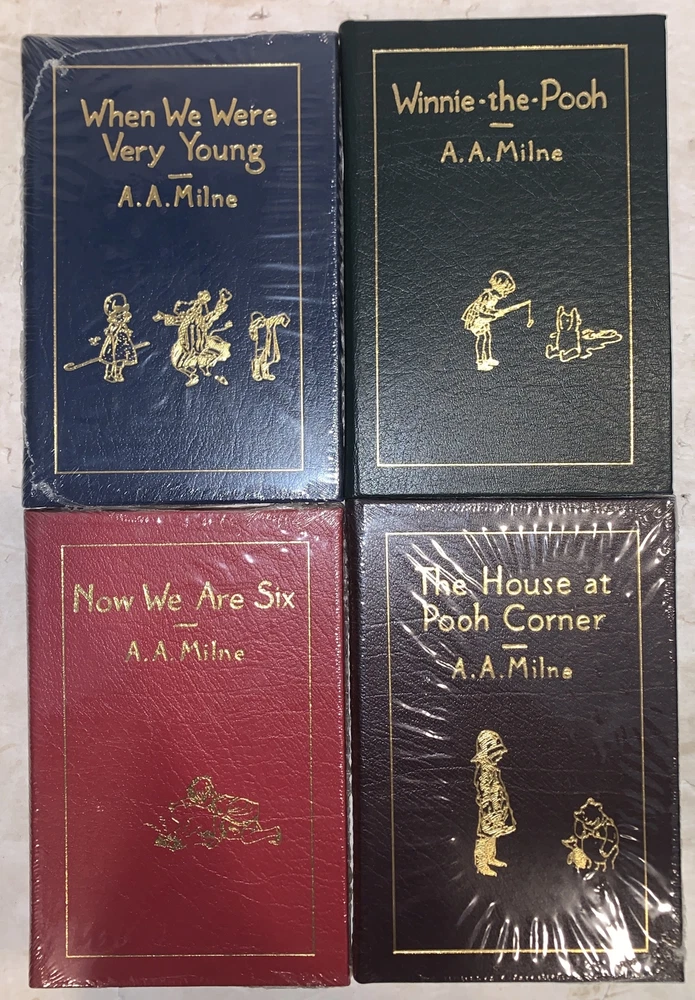 When We Were
Very Young
A.A.Milne
Winnie-the-Pooh
A.A.Milne
Now We Are Six
A.A.Milne
The House at
Pooh Corner
A.A.Milne